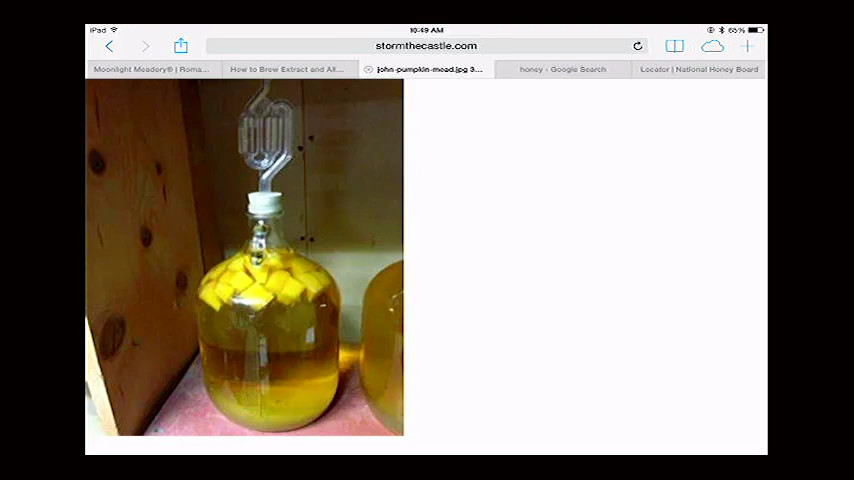 iPad 10:49 AM 65%
stormthecastle.com
Moonlight Meadery® | Roma... How to Brew Extract and All... john-pumpkin-mead.jpg 3... honey - Google Search Locator | National Honey Board